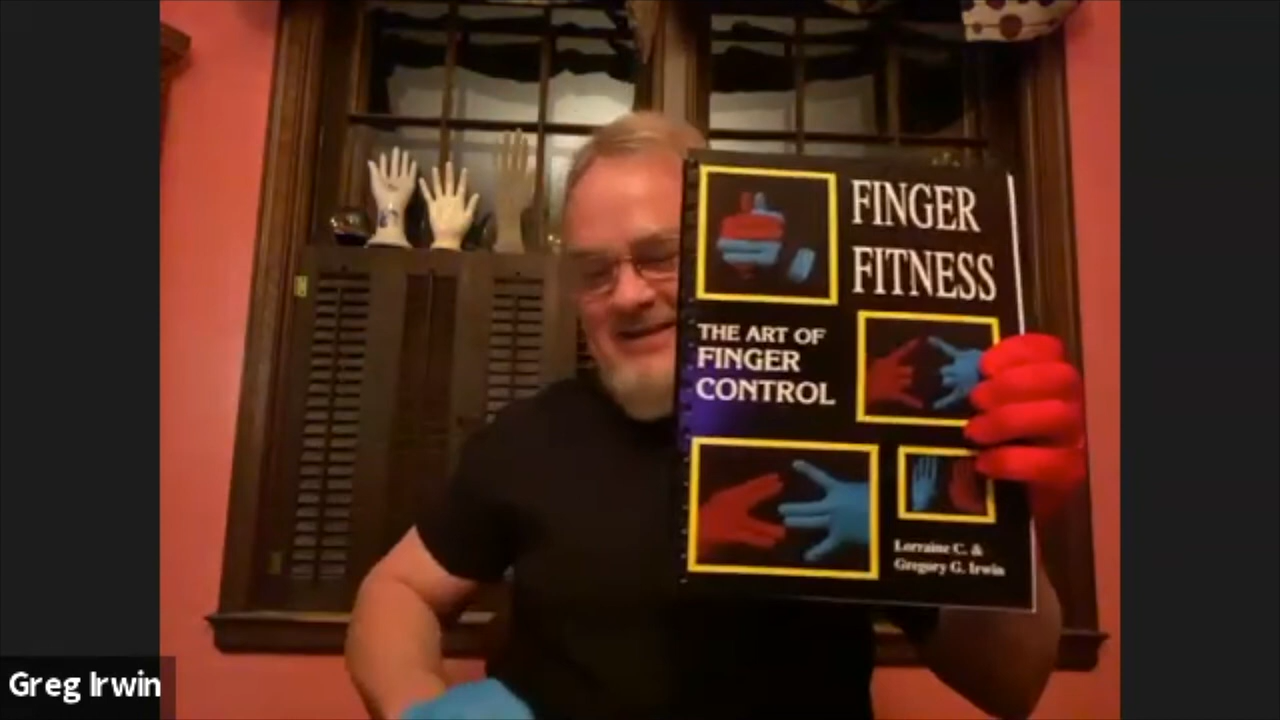 FINGER
FITNESS
THE ART OF
FINGER
CONTROL
Lorraine C. &
Gregory G. Irwin
Greg Irwin